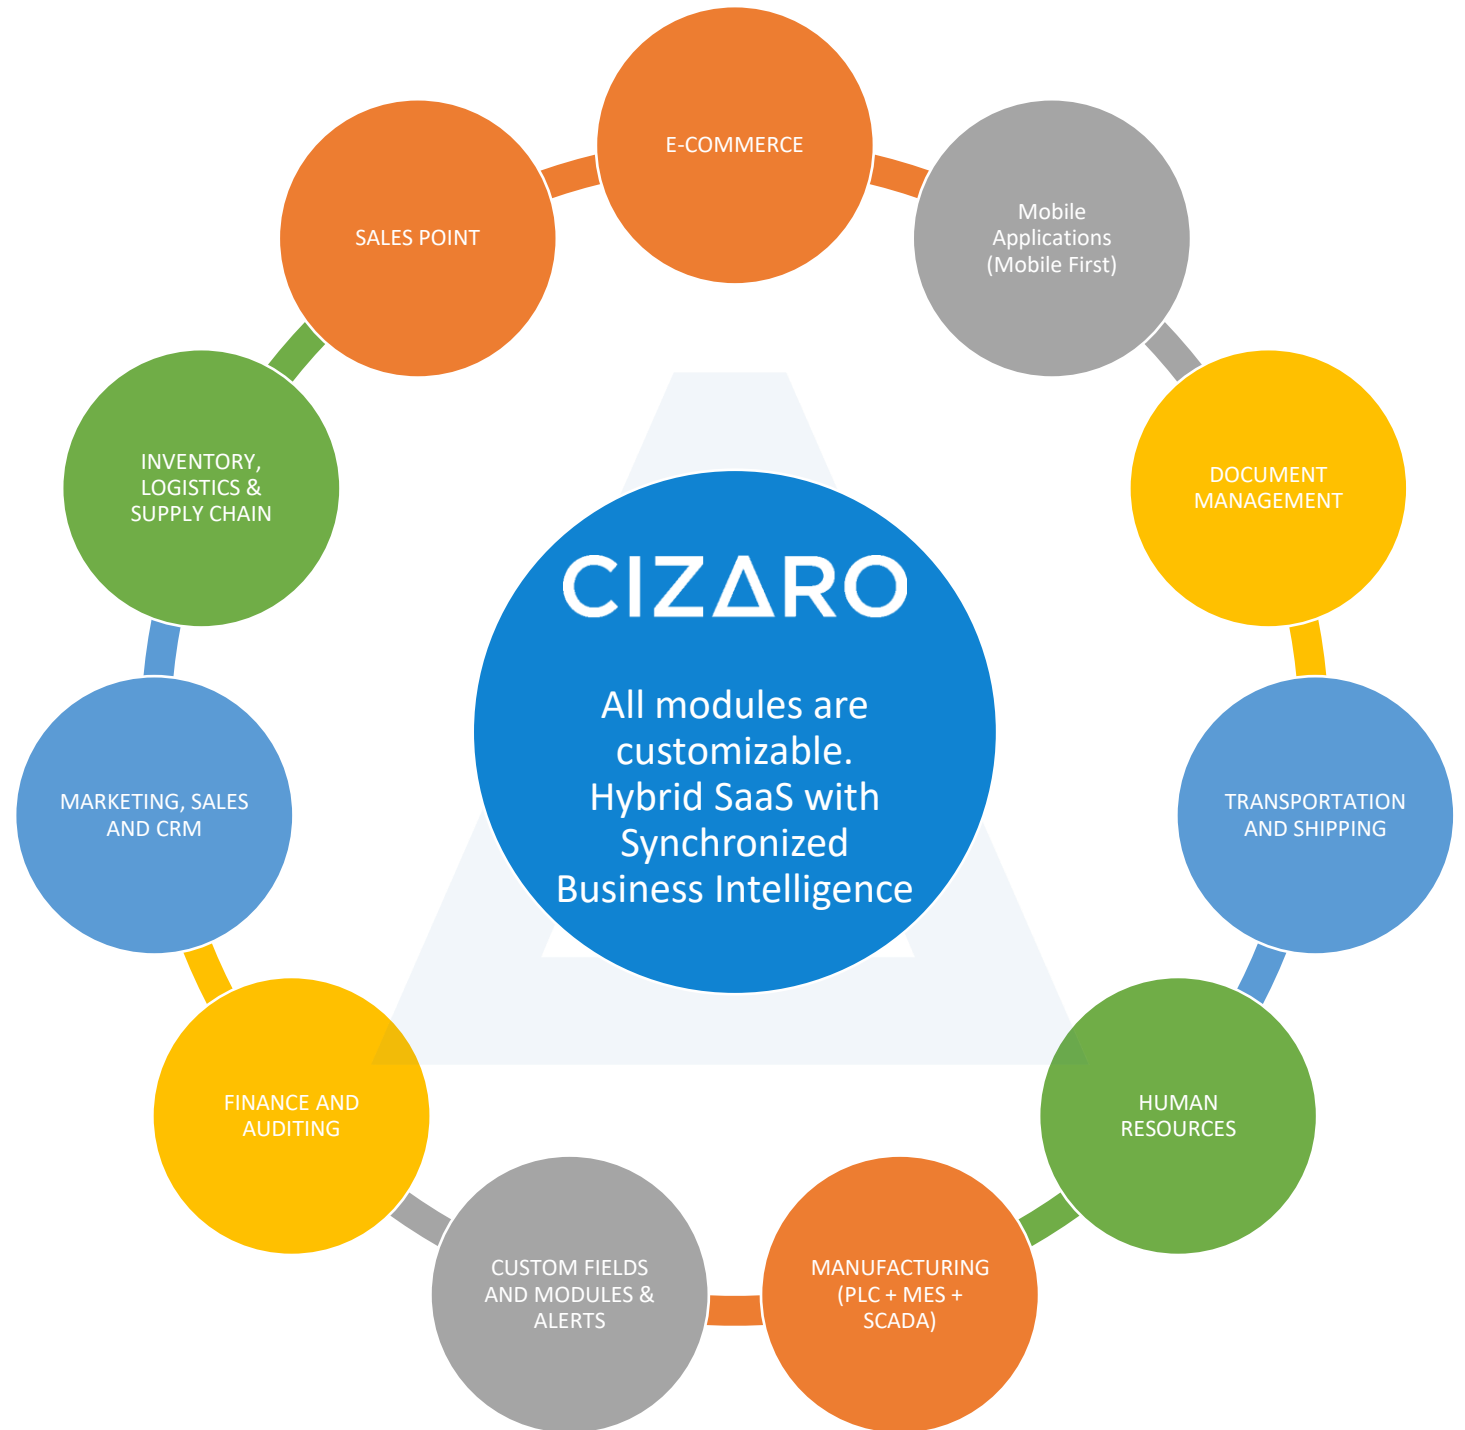 E-COMMERCE
Mobile
Applications
(Mobile First)
DOCUMENT
MANAGEMENT
TRANSPORTATION
AND SHIPPING
HUMAN
RESOURCES
MANUFACTURING
(PLC + MES +
SCADA)
CUSTOM FIELDS
AND MODULES &
ALERTS
FINANCE AND
AUDITING
MARKETING, SALES
AND CRM
INVENTORY,
LOGISTICS &
SUPPLY CHAIN
SALES POINT
CIZARO
All modules are
customizable.
Hybrid SaaS with
Synchronized
Business Intelligence